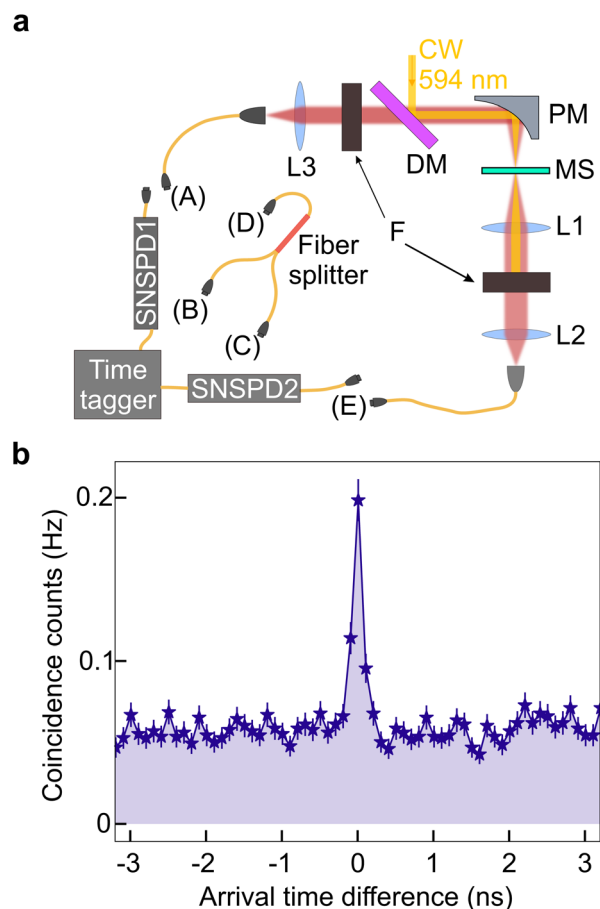 a
CW
594 nm
PM
L3
DM
MS
(A)
(D)
F
L1
Fiber
splitter
SNSPD1
(B)
(C)
L2
Time
tagger
SNSPD2
(E)
b
Coincidence counts (Hz)
0.2
0.1
0
-3 -2 -1 0 1 2 3
Arrival time difference (ns)